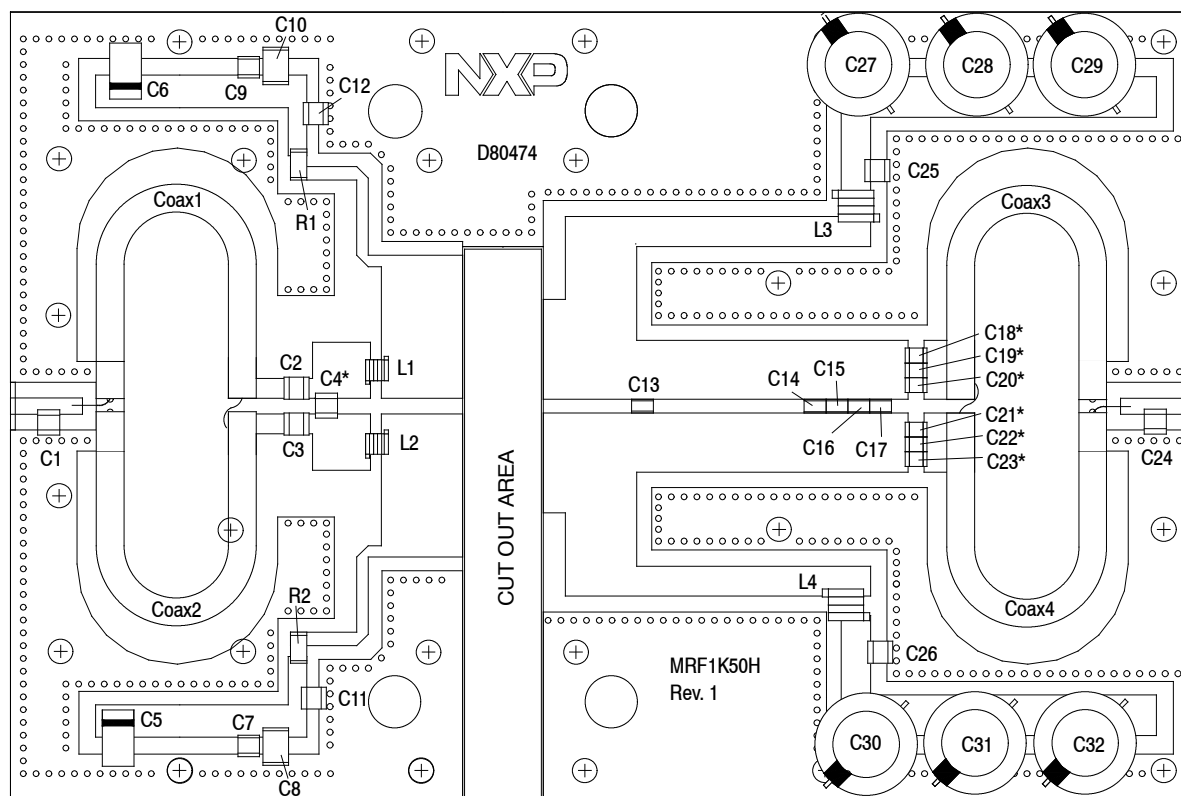 C10
C27
C28
C29
C6
C9
C12
NXP
D80474
C25
R1
L3
Coax1
Coax3
C18*
C19*
C20*
C2
C4*
L1
C13
C14
C15
C16
C17
C1
C3
L2
C21*
C22*
C23*
C24
CUT OUT AREA
Coax2
Coax4
R2
L4
C26
MRF1K50H
Rev. 1
C11
C5
C7
C8
C30
C31
C32